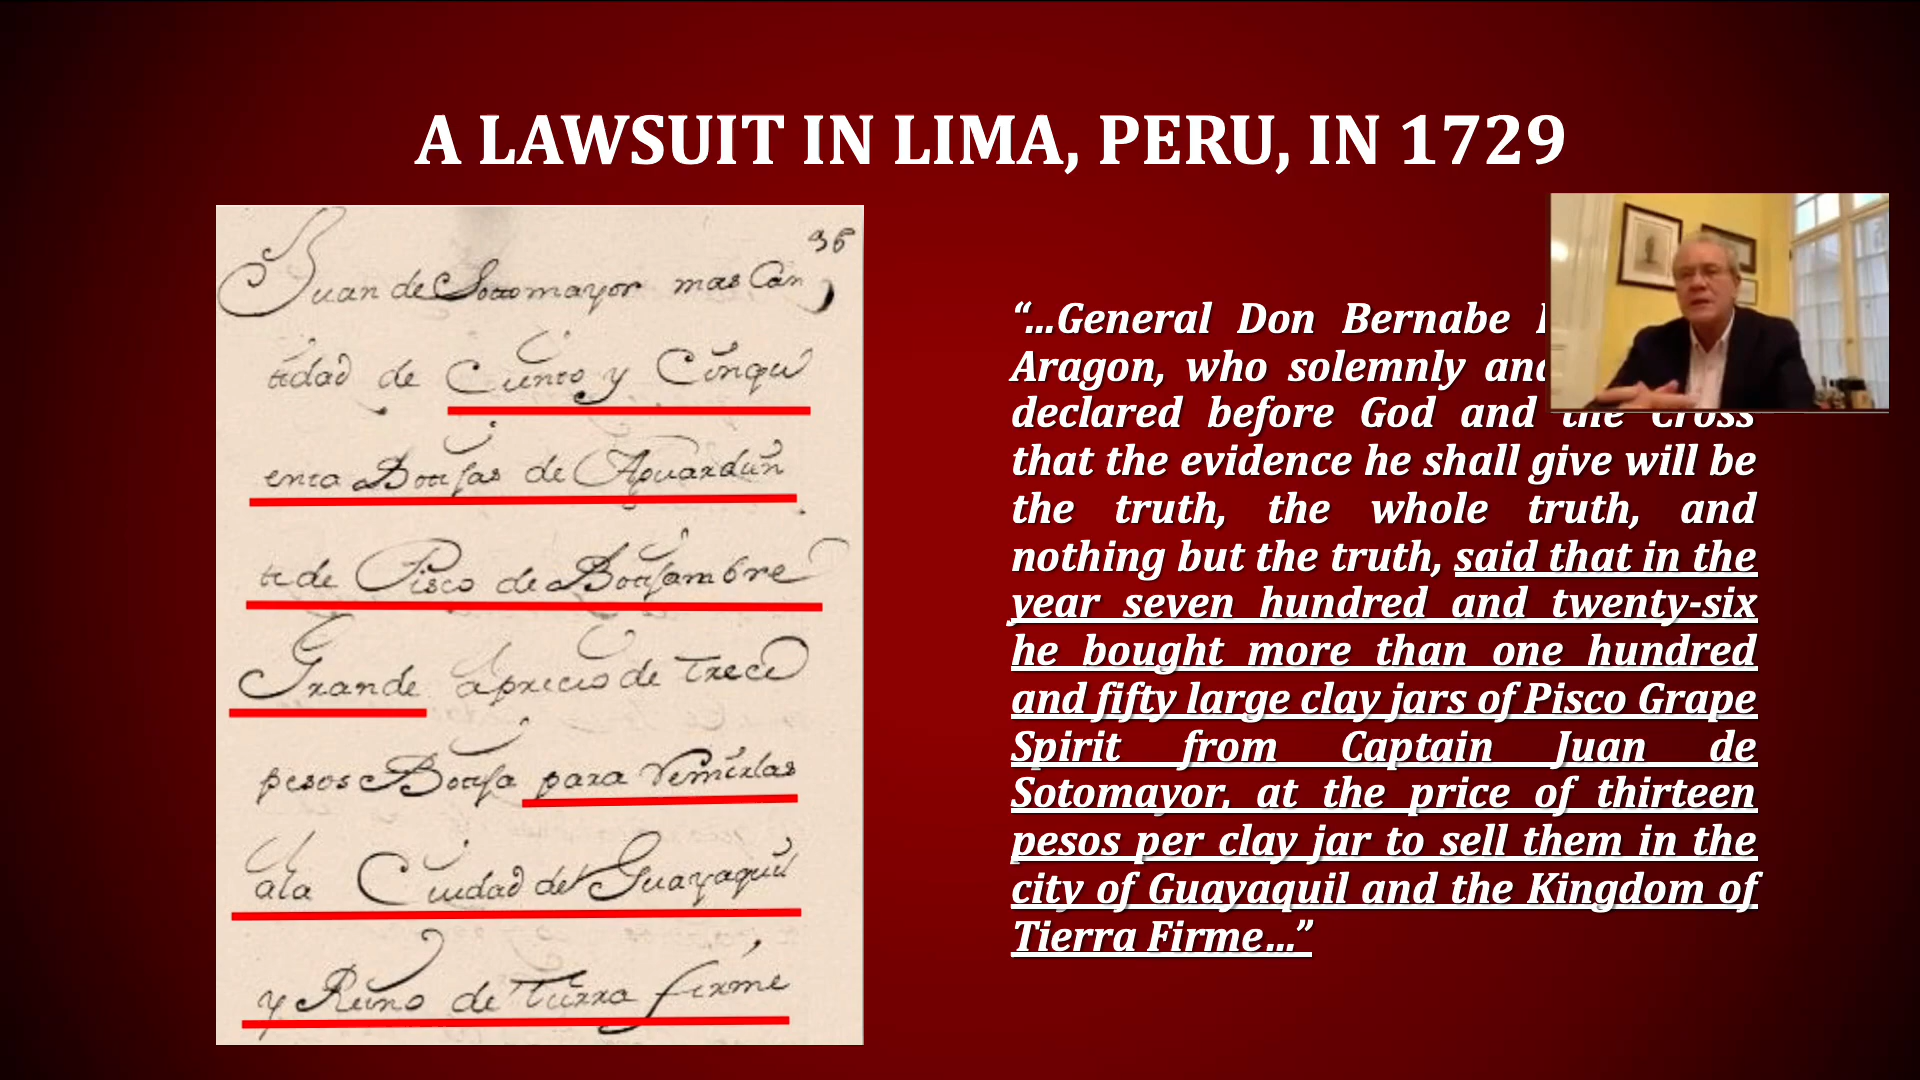 A LAWSUIT IN LIMA, PERU, IN 1729
36
Juan de Sotomayor mas Can
tidad de Ciento y Cinqu
enta Botijas de Aguardien
te de Pisco de Botijambre
Grande a precio de trece
pesos Botija para Venderlas
a la Ciudad de Guayaquil
y Reino de tierra firme
“…General Don Bernabe
Aragon, who solemnly
declared before God and the Cross
that the evidence he shall give will be
the truth, the whole truth, and
nothing but the truth, said that in the
year seven hundred and twenty-six
he bought more than one hundred
and fifty large clay jars of Pisco Grape
Spirit from Captain Juan de
Sotomayor, at the price of thirteen
pesos per clay jar to sell them in the
city of Guayaquil and the Kingdom of
Tierra Firme…”